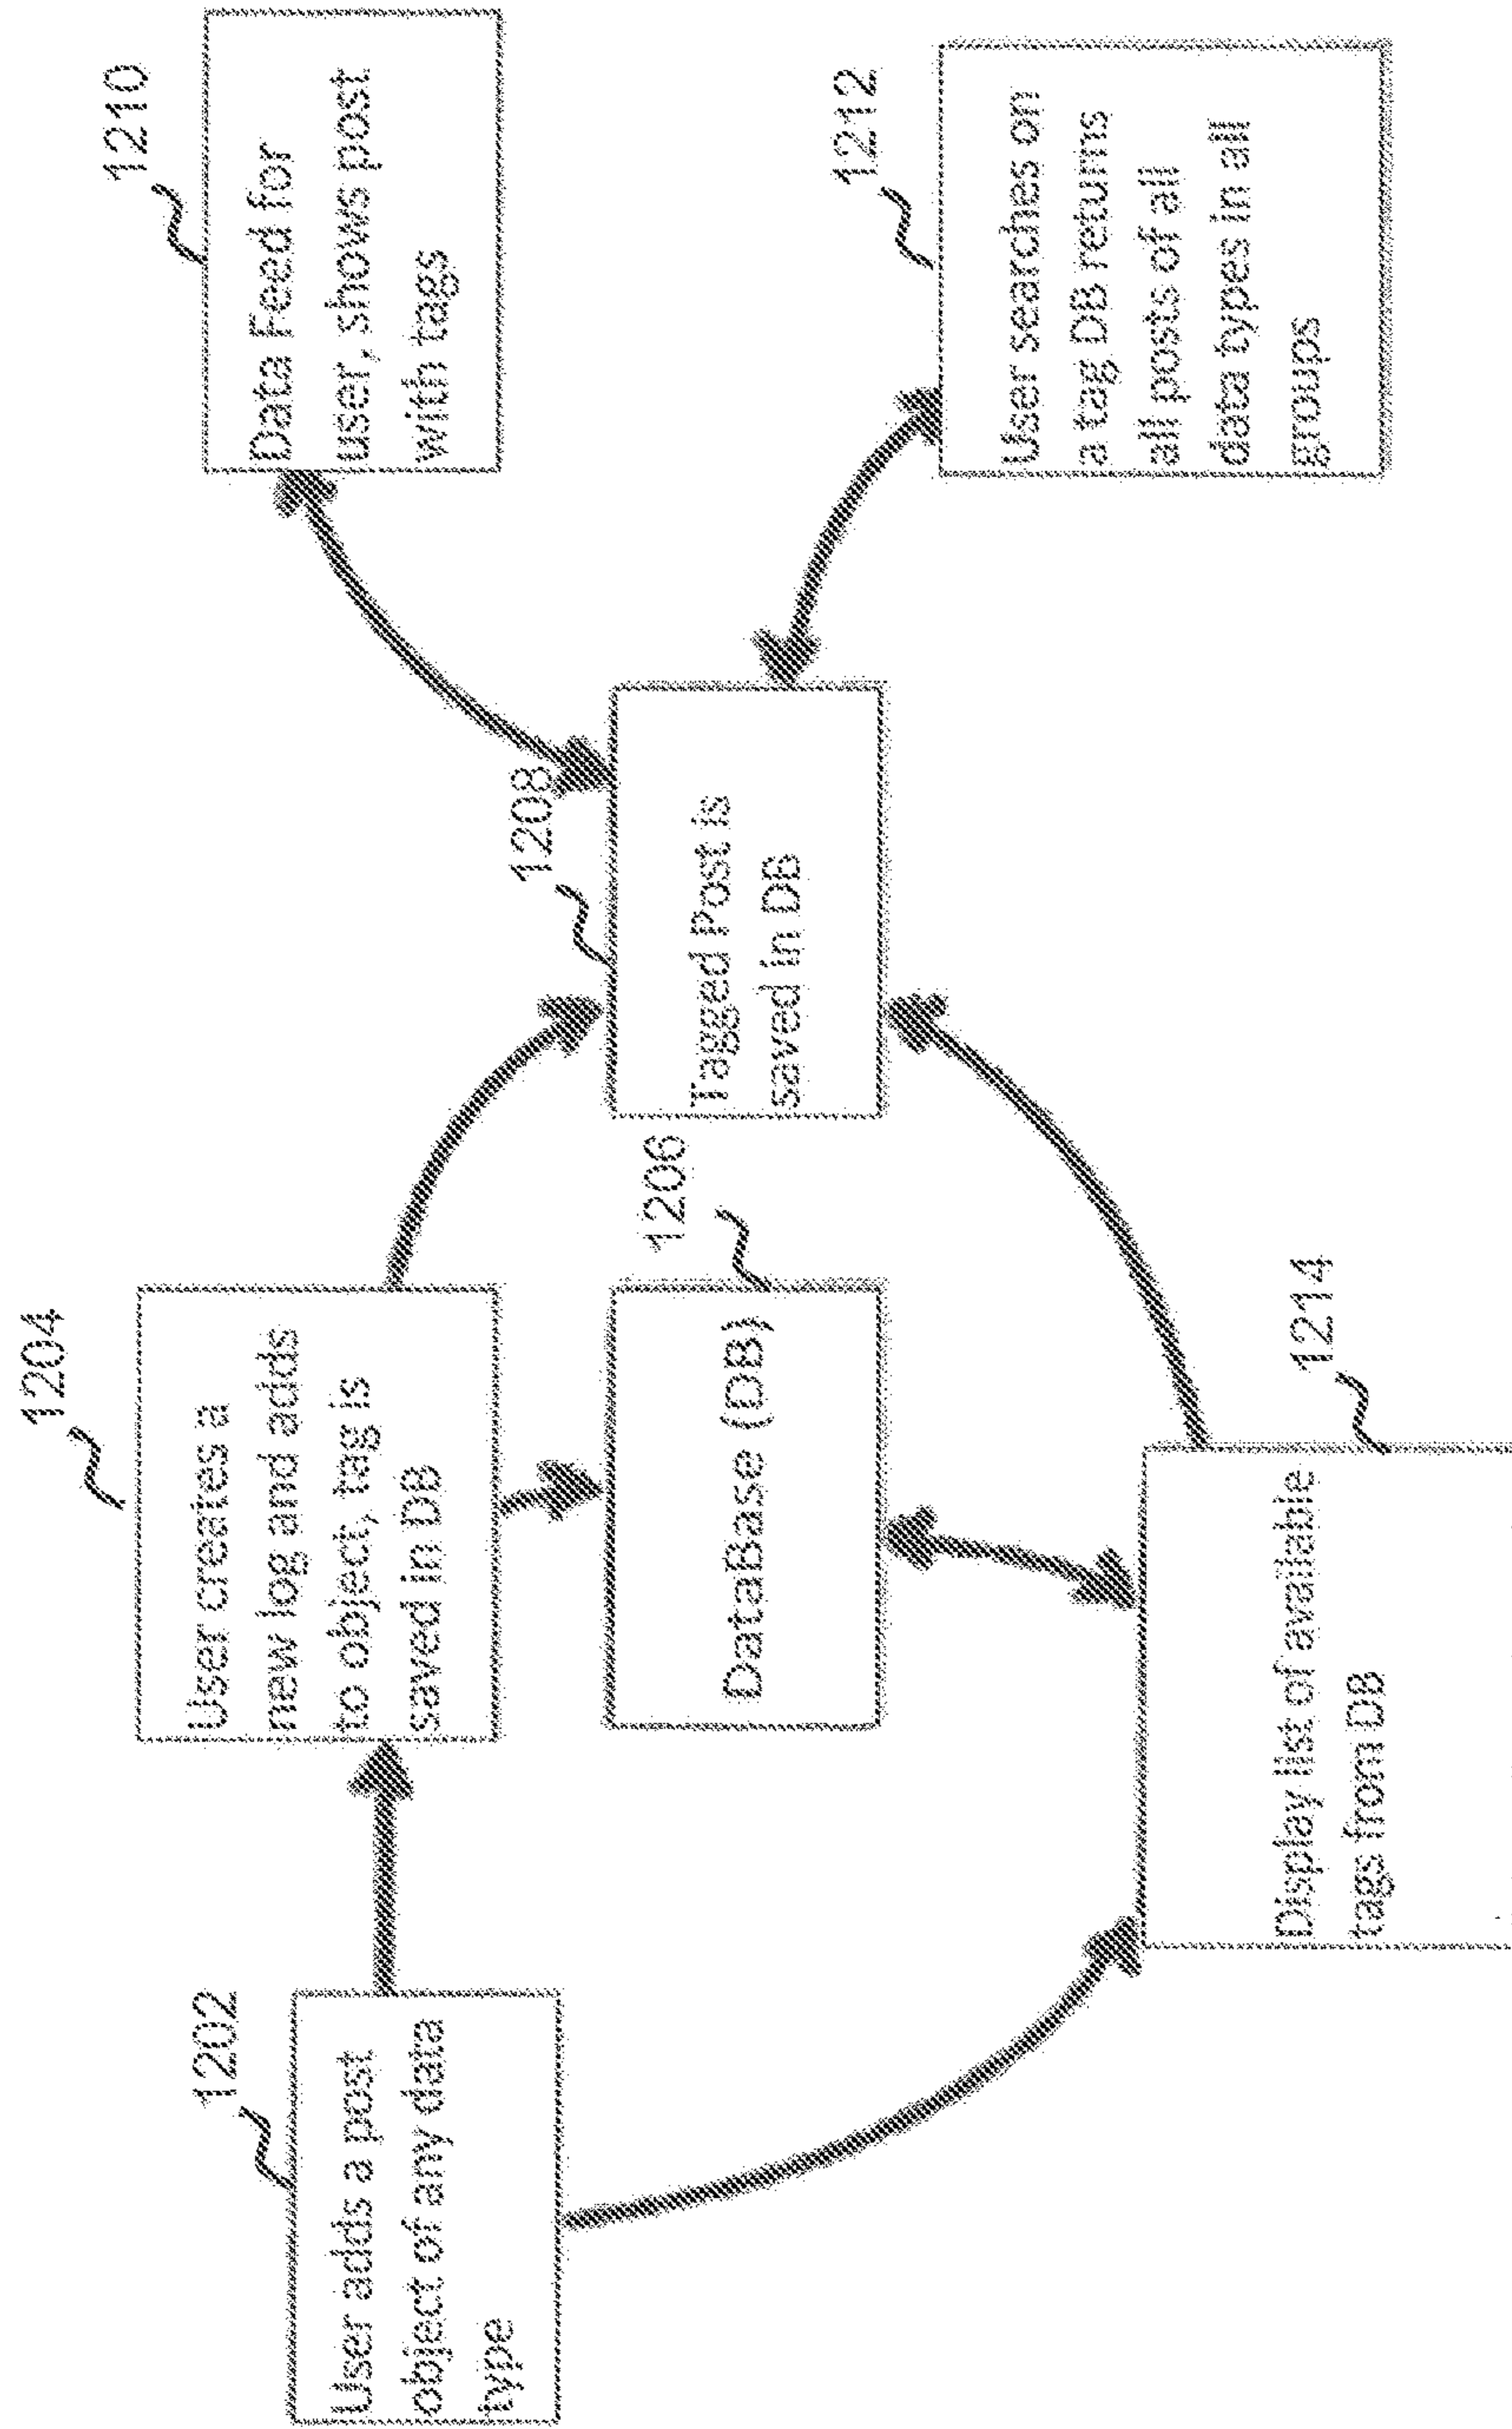 1202
User adds a post
object of any data
type
1204
User creates a
new log and adds
to object, tag is
saved in DB
1206
DataBase (DB)
1208
Tagged Post is
saved in DB
1210
Data Feed for
user, shows post
with tags
1212
User searches on
a tag DB returns
all posts of all
data types in all
groups
1214
Display list of available
tags from DB